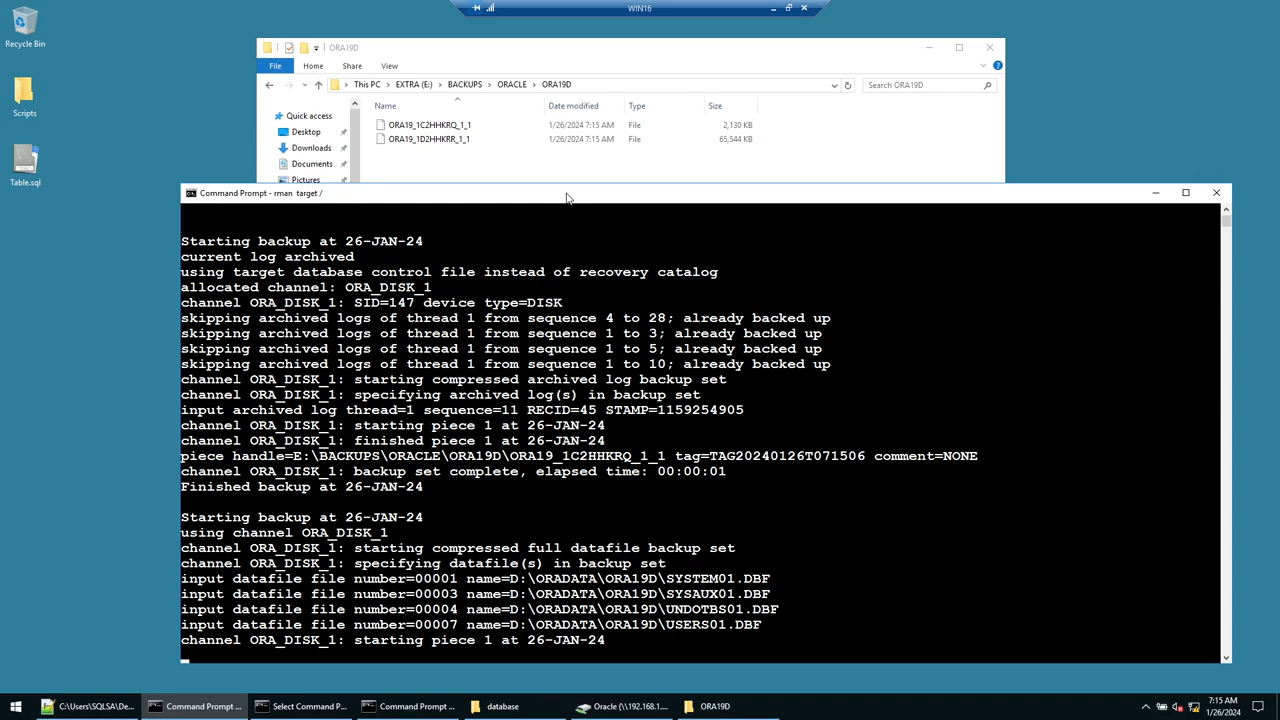 WIN16
Recycle Bin
Scripts
Table.sql
ORA19D
File Home Share View
This PC EXTRA (E:) BACKUPS ORACLE ORA19D
Search ORA19D
Name Date modified Type Size
Quick access
Desktop
Downloads
Documents
Pictures
ORA19_1C2HHKRQ_1_1 1/26/2024 7:15 AM File 2,130 KB
ORA19_1D2HHKRR_1_1 1/26/2024 7:15 AM File 65,544 KB
Command Prompt - rman target /
Starting backup at 26-JAN-24
current log archived
using target database control file instead of recovery catalog
allocated channel: ORA_DISK_1
channel ORA_DISK_1: SID=147 device type=DISK
skipping archived logs of thread 1 from sequence 4 to 28; already backed up
skipping archived logs of thread 1 from sequence 1 to 3; already backed up
skipping archived logs of thread 1 from sequence 1 to 5; already backed up
skipping archived logs of thread 1 from sequence 1 to 10; already backed up
channel ORA_DISK_1: starting compressed archived log backup set
channel ORA_DISK_1: specifying archived log(s) in backup set
input archived log thread=1 sequence=11 RECID=45 STAMP=1159254905
channel ORA_DISK_1: starting piece 1 at 26-JAN-24
channel ORA_DISK_1: finished piece 1 at 26-JAN-24
piece handle=E:\BACKUPS\ORACLE\ORA19D\ORA19_1C2HHKRQ_1_1 tag=TAG20240126T071506 comment=NONE
channel ORA_DISK_1: backup set complete, elapsed time: 00:00:01
Finished backup at 26-JAN-24
Starting backup at 26-JAN-24
using channel ORA_DISK_1
channel ORA_DISK_1: starting compressed full datafile backup set
channel ORA_DISK_1: specifying datafile(s) in backup set
input datafile file number=00001 name=D:\ORADATA\ORA19D\SYSTEM01.DBF
input datafile file number=00003 name=D:\ORADATA\ORA19D\SYSAUX01.DBF
input datafile file number=00004 name=D:\ORADATA\ORA19D\UNDOTBS01.DBF
input datafile file number=00007 name=D:\ORADATA\ORA19D\USERS01.DBF
channel ORA_DISK_1: starting piece 1 at 26-JAN-24
C:\Users\SQLSA\De... Command Prompt ... Select Command P... Command Prompt ... database Oracle (\\192.168.1.... ORA19D
7:15 AM
1/26/2024